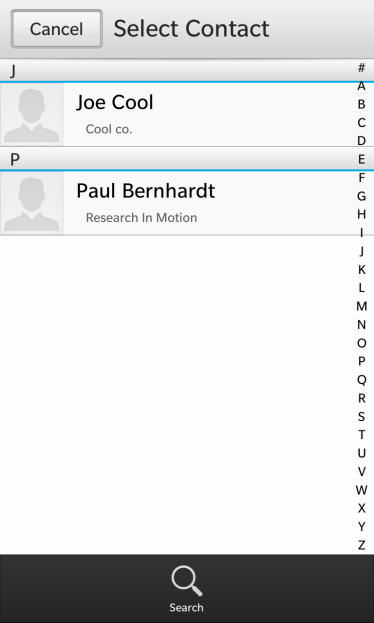 Cancel Select Contact
J
Joe Cool
Cool co.
P
Paul Bernhardt
Research In Motion
#
A
B
C
D
E
F
G
H
I
J
K
L
M
N
O
P
Q
R
S
T
U
V
W
X
Y
Z
Search